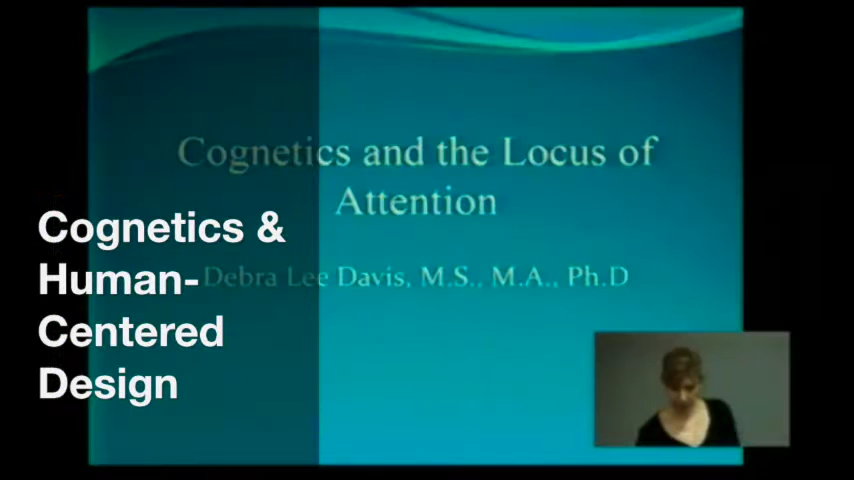 Cognetics and the Locus of
Attention
Debra Lee Davis, M.S., M.A., Ph.D
Cognetics &
Human-
Centered
Design